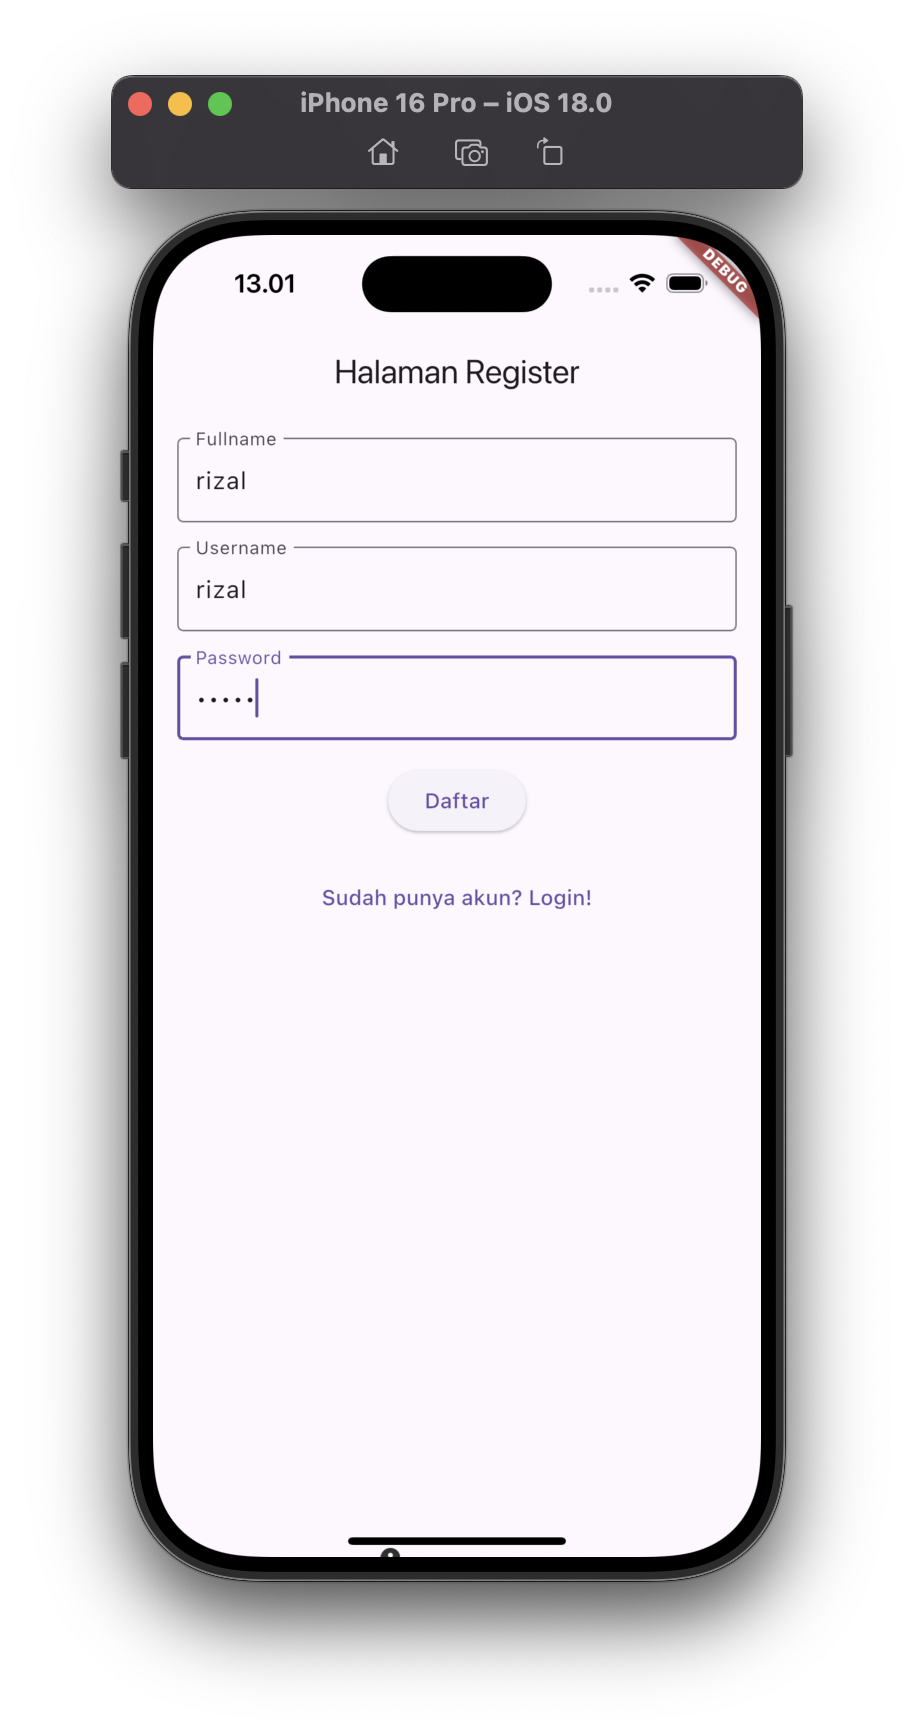 iPhone 16 Pro – iOS 18.0
13.01
DEBUG
Halaman Register
Fullname
rizal
Username
rizal
Password
•••••
Daftar
Sudah punya akun? Login!